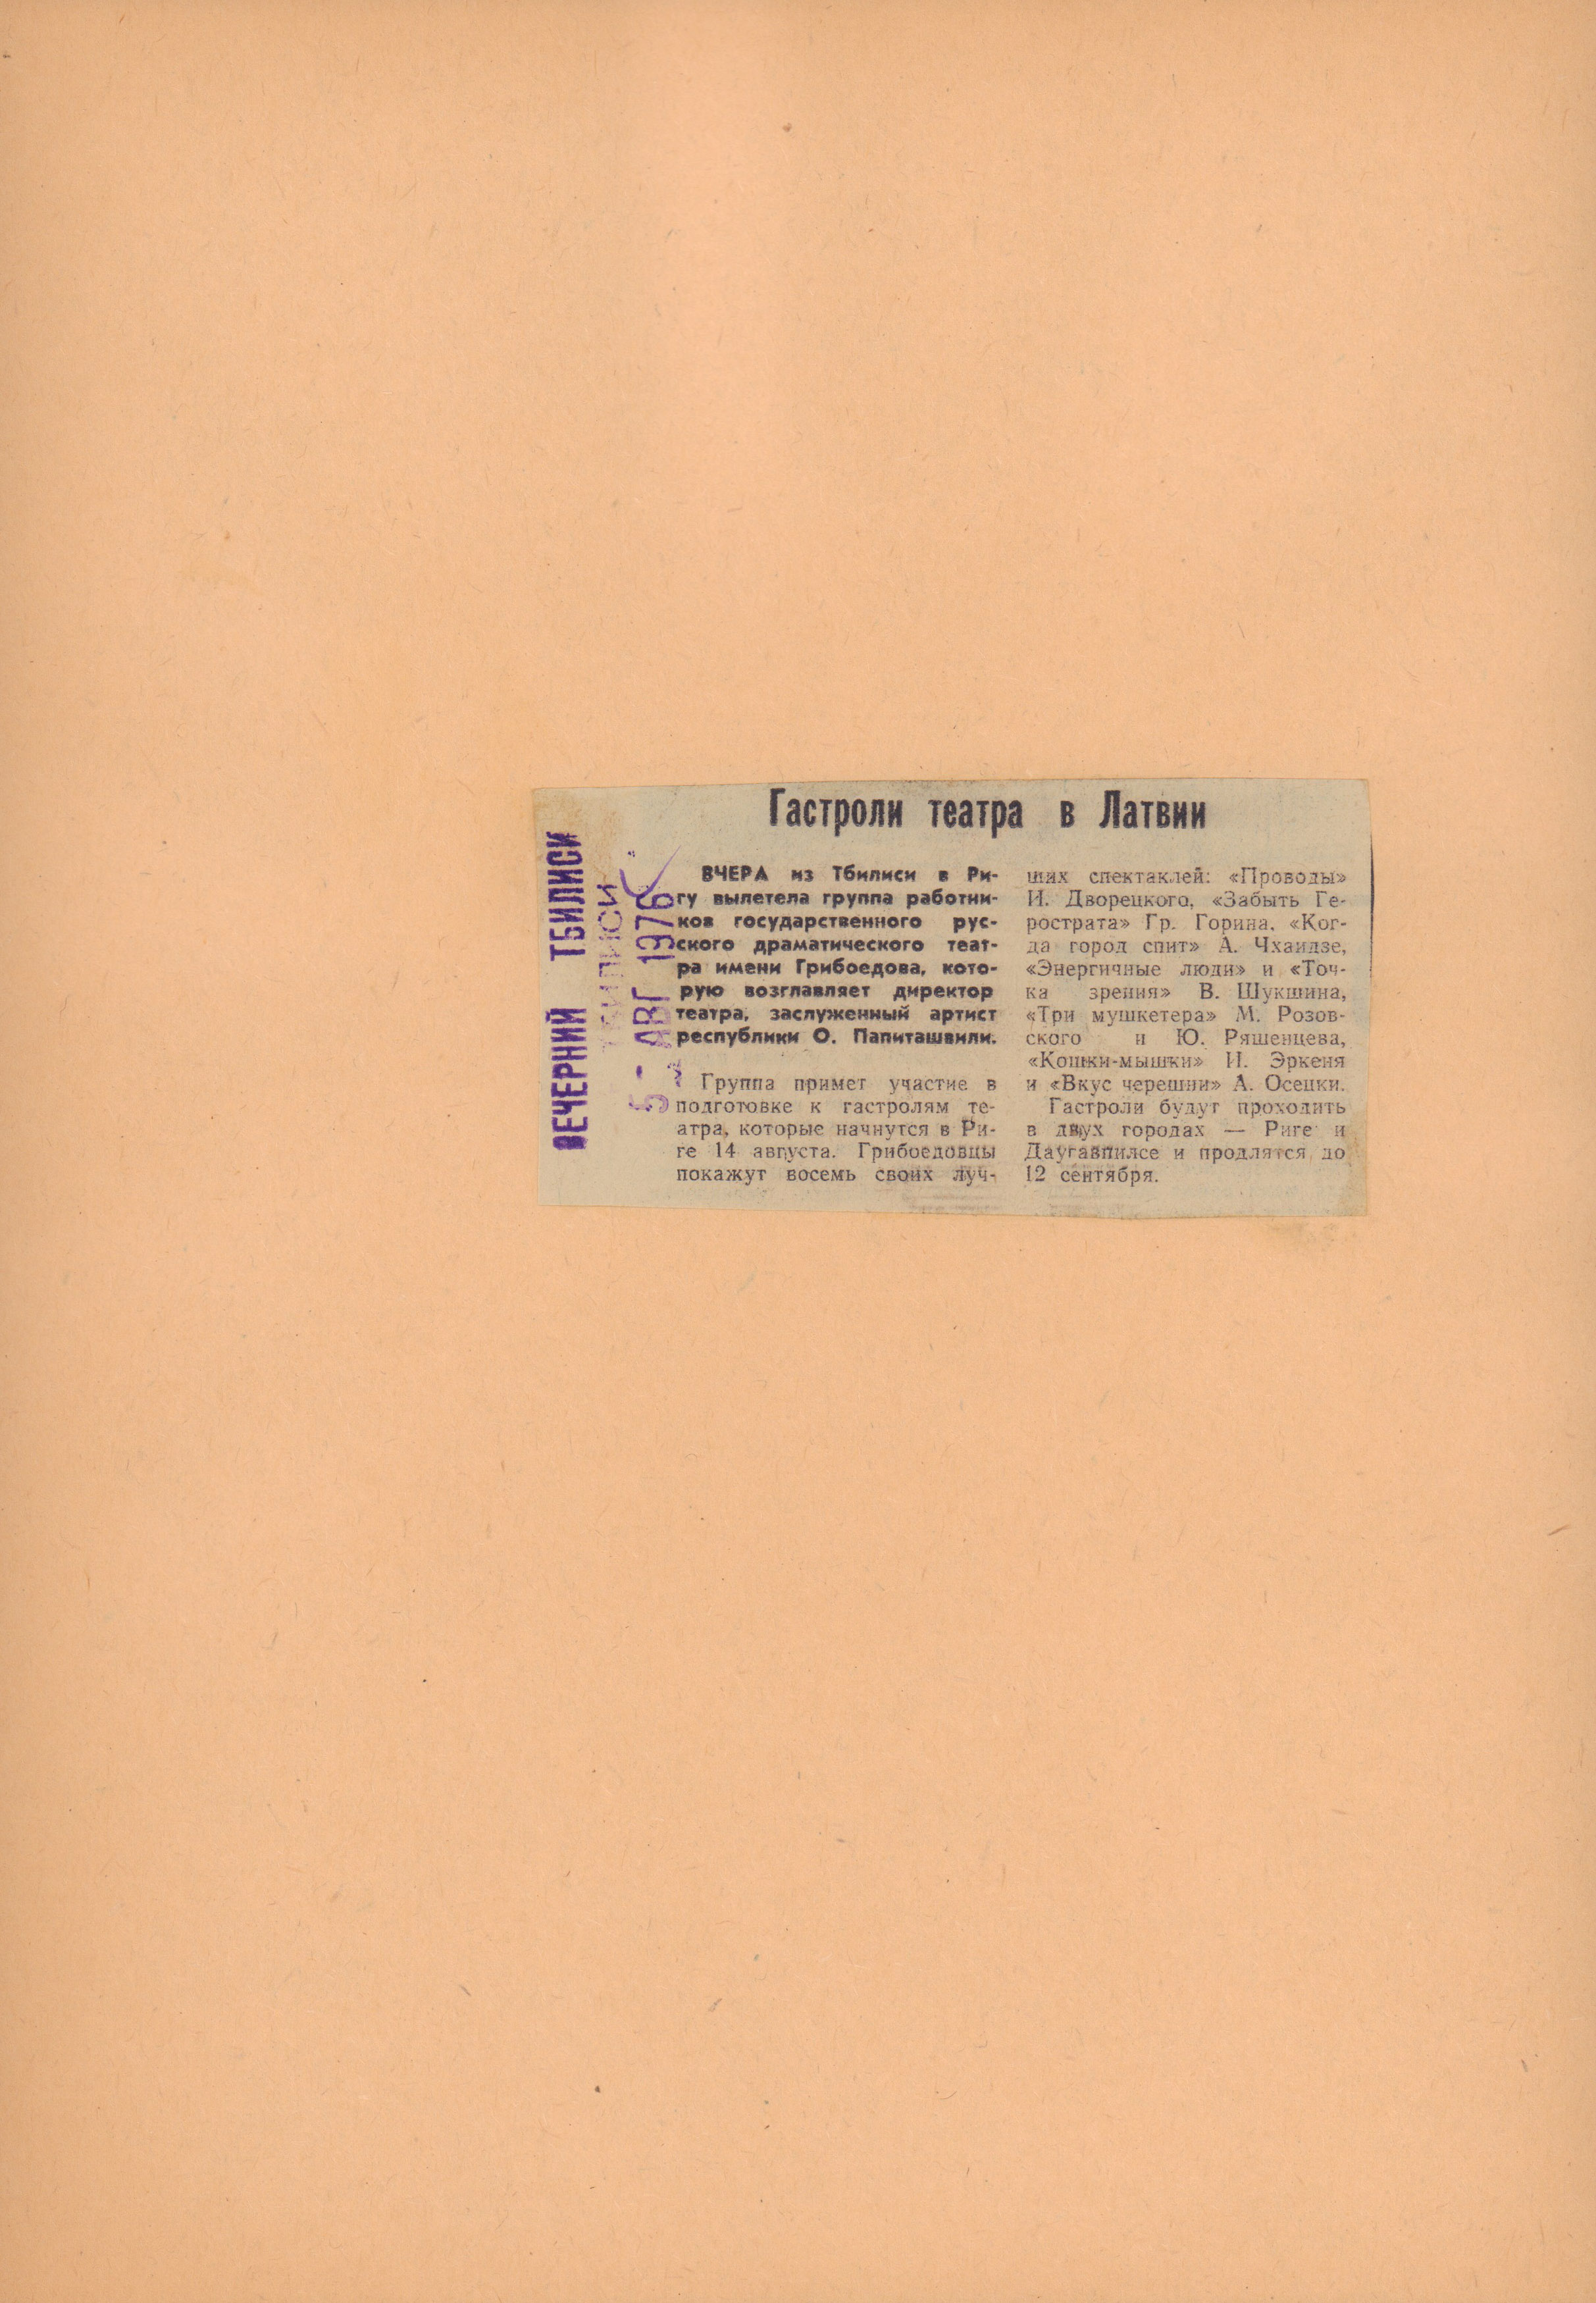 Гастроли театра в Латвии
ВЕЧЕРНИЙ ТБИЛИСИ
5 - АВГ 1976
ВЧЕРА из Тбилиси в Ри-
гу вылетела группа работни-
ков государственного рус-
ского драматического теат-
ра имени Грибоедова, кото-
рую возглавляет директор
театра, заслуженный артист
республики О. Папиташвили.
Группа примет участие в
подготовке к гастролям те-
атра, которые начнутся в Ри-
ге 14 августа. Грибоедовцы
покажут восемь своих луч-
ших спектаклей: «Проводы»
И. Дворецкого, «Забыть Ге-
рострата» Гр. Горина, «Ког-
да город спит» А. Чхаидзе,
«Энергичные люди» и «Точ-
ка зрения» В. Шукшина,
«Три мушкетера» М. Розов-
ского и Ю. Ряшенцева,
«Кошки-мышки» И. Эркеня
и «Вкус черешни» А. Осецки.
Гастроли будут проходить
в двух городах — Риге и
Даугавпилсе и продлятся до
12 сентября.